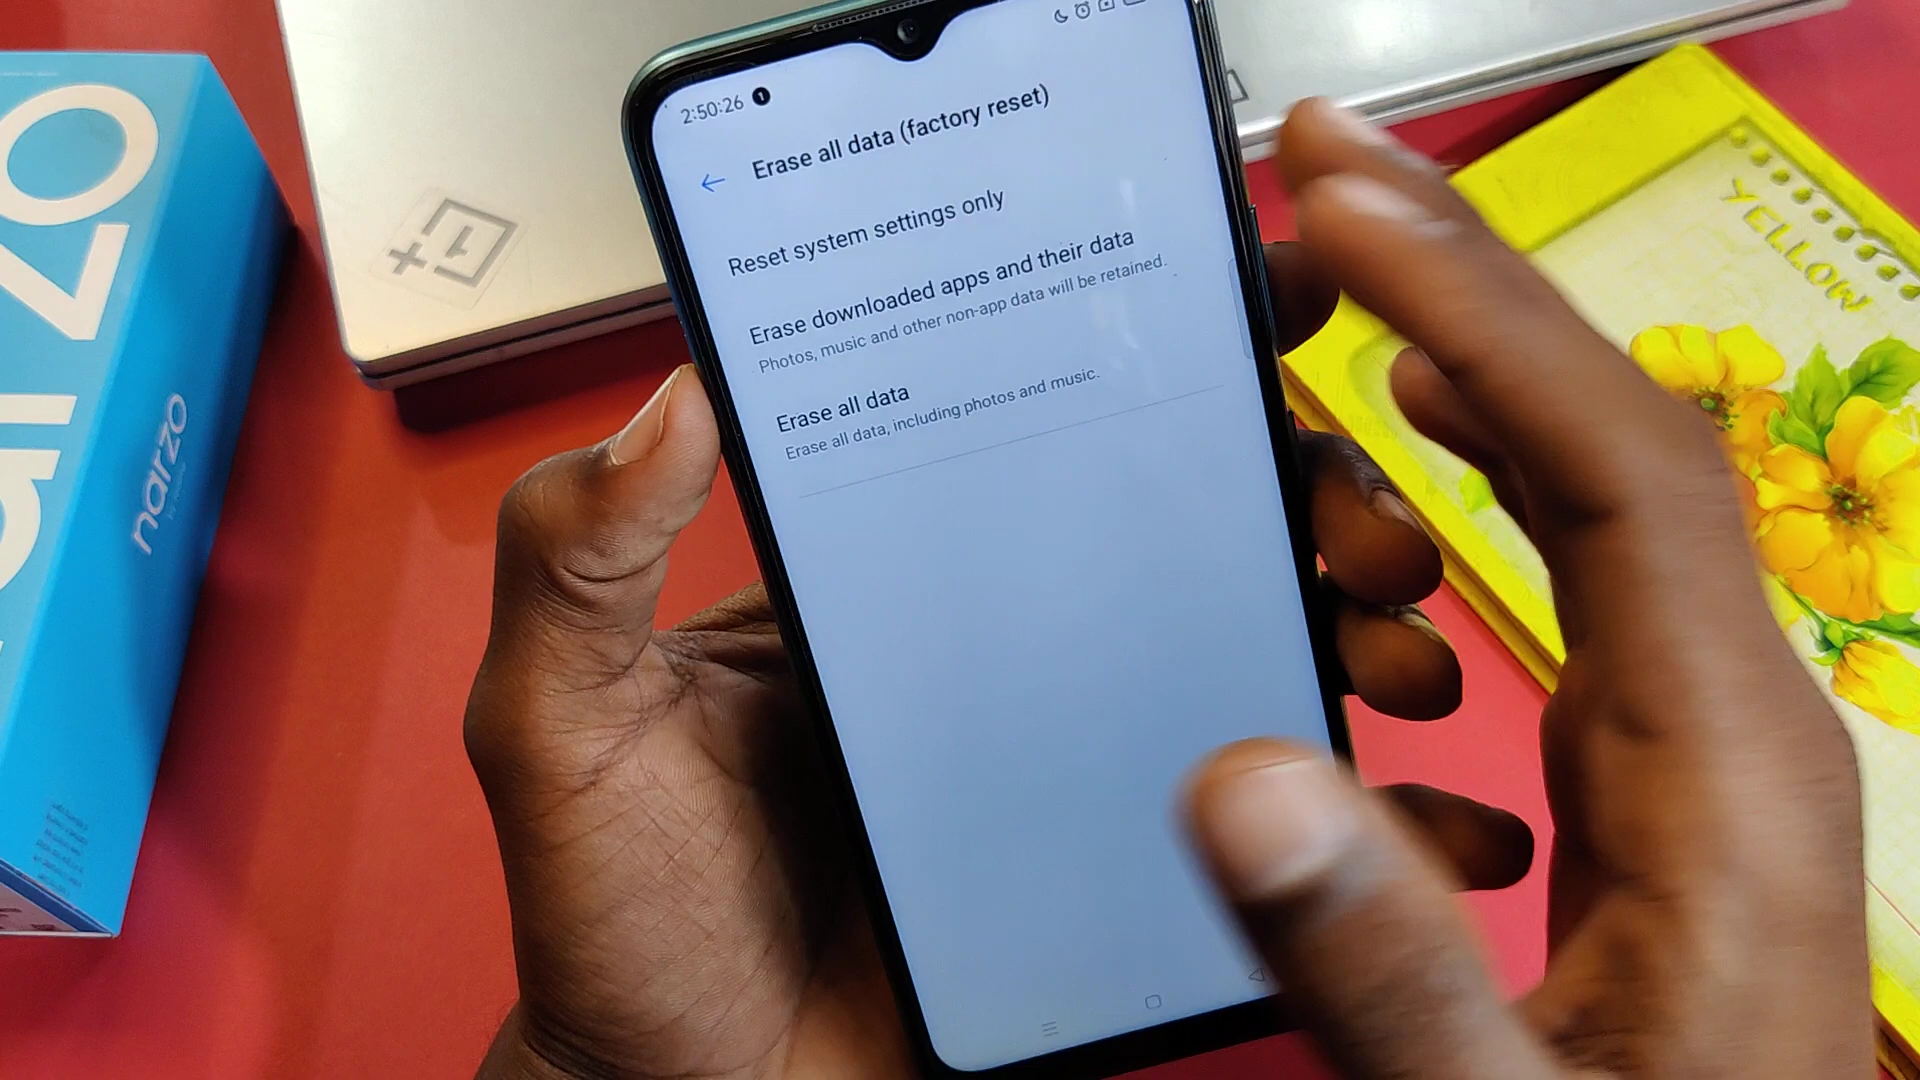 2:50:26
Erase all data (factory reset)
Reset system settings only
Erase downloaded apps and their data
Photos, music and other non-app data will be retained.
Erase all data
Erase all data, including photos and music.
narzo
YELLOW